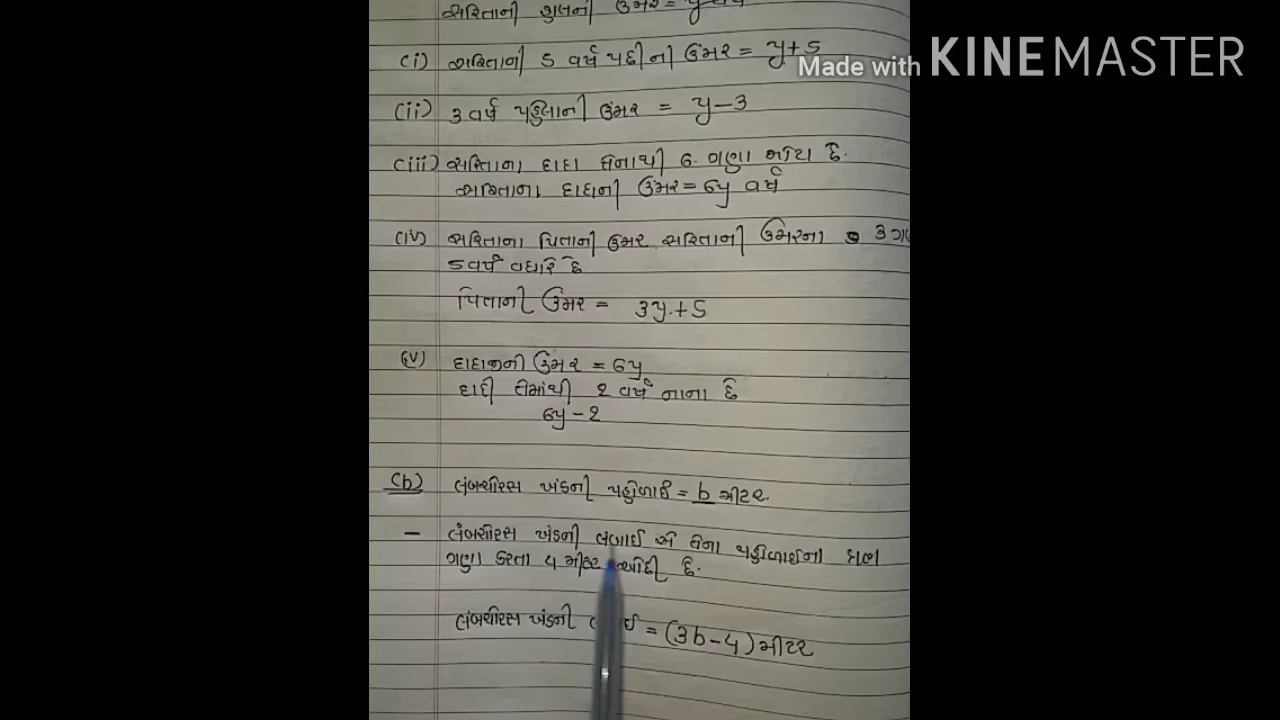 સરિતાની હાલની ઉંમર =
(i) સરિતાની 5 વર્ષ પછીની ઉંમર = y+5
Made with KINEMASTER
(ii) 3 વર્ષ પહેલાની ઉંમર = y-3
(iii) સરિતાના દાદા તેનાથી 6 ગણા મોટા છે.
સરિતાના દાદાની ઉંમર = 6y વર્ષ
(iv) સરિતાના પિતાની ઉંમર સરિતાની ઉંમરના 3
5 વર્ષ વધારે છે
પિતાની ઉંમર = 3y+5
(v) દાદાજીની ઉંમર = 6y
દાદી તેમાંથી 2 વર્ષ નાના છે
6y-2
(b) લંબચોરસ ખંડની પહોળાઈ = b મીટર
- લંબચોરસ ખંડની લંબાઈ એ તેના પહોળાઈના ત્રણ
ગણા કરતા 4 મીટર ઓછી છે.
લંબચોરસ ખંડની = (3b-4) મીટર